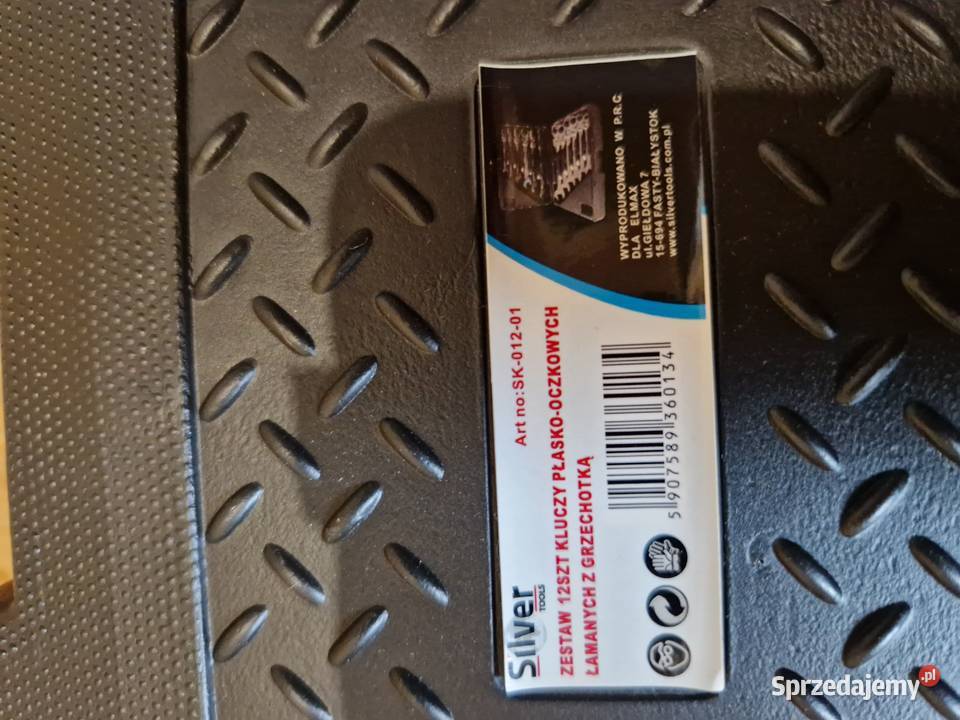 Silver
TOOLS
Art no:SK-012-01
ZESTAW 12SZT KLUCZY PŁASKO-OCZKOWYCH
ŁAMANYCH Z GRZECHOTKĄ
5 907589 360134
WYPRODUKOWANO W P.R.C
DLA ELMAX
ul.GIEŁDOWA 7
15-694 FASTY-BIAŁYSTOK
www.silvertools.com.pl
Sprzedajemy.pl